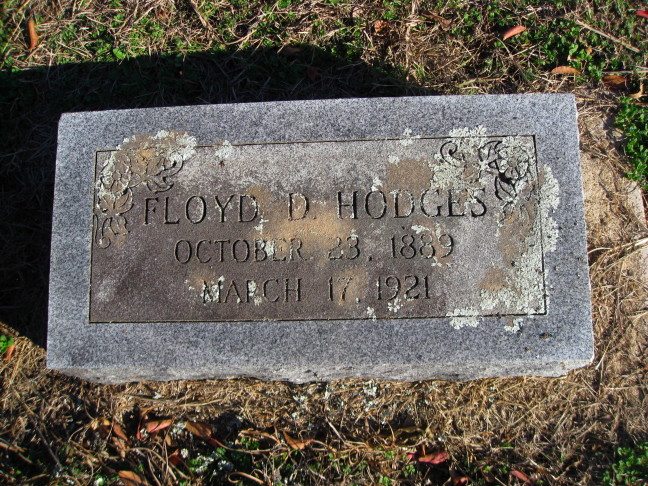 FLOYD D. HODGES
OCTOBER 23, 1889
MARCH 17, 1921